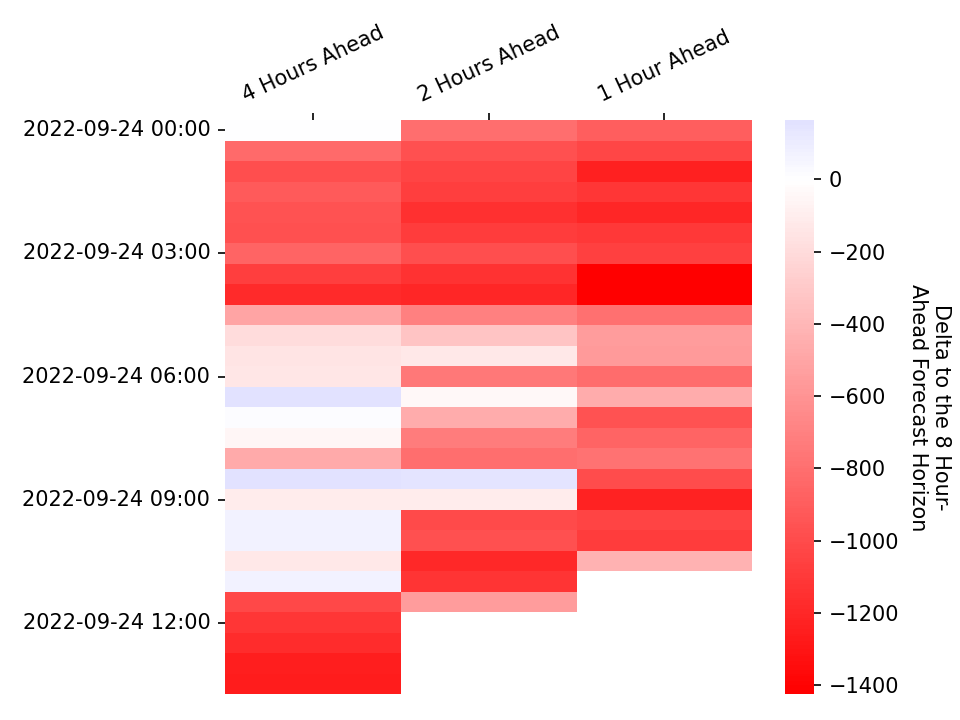 4 Hours Ahead
2 Hours Ahead
1 Hour Ahead
2022-09-24 00:00
2022-09-24 03:00
2022-09-24 06:00
2022-09-24 09:00
2022-09-24 12:00
0
−200
−400
−600
−800
−1000
−1200
−1400
Delta to the 8 Hour-
Ahead Forecast Horizon